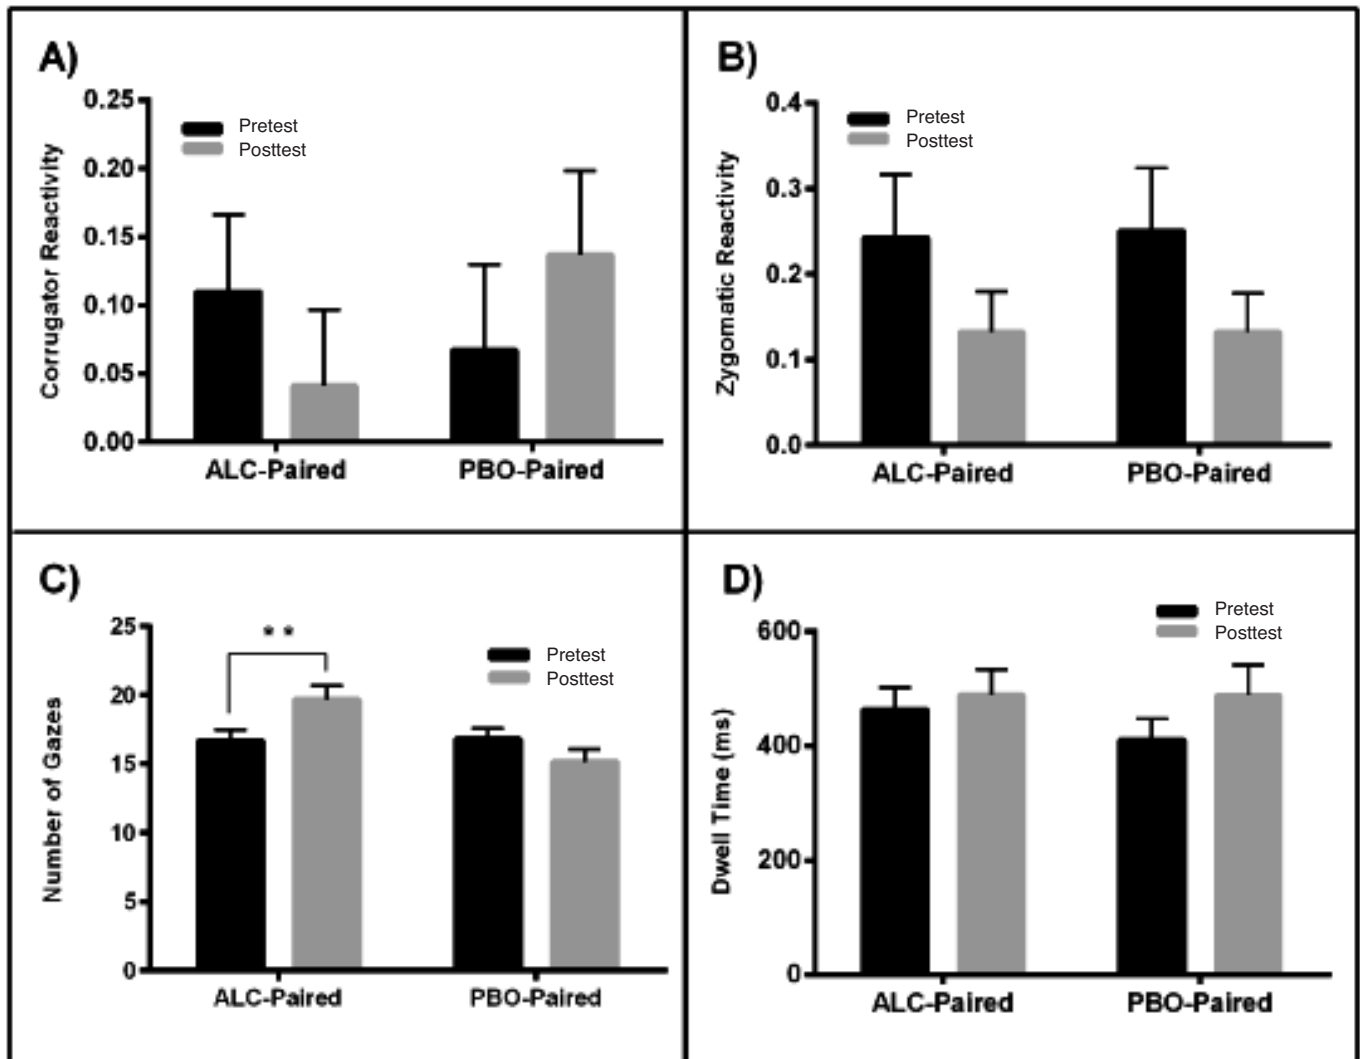 A)
Corrugator Reactivity
0.25
0.20
0.15
0.10
0.05
0.00
Pretest
Posttest
ALC-Paired
PBO-Paired
B)
Zygomatic Reactivity
0.4
0.3
0.2
0.1
0.0
Pretest
Posttest
ALC-Paired
PBO-Paired
C)
Number of Gazes
25
20
15
10
5
0
* *
Pretest
Posttest
ALC-Paired
PBO-Paired
D)
Dwell Time (ms)
600
400
200
0
Pretest
Posttest
ALC-Paired
PBO-Paired